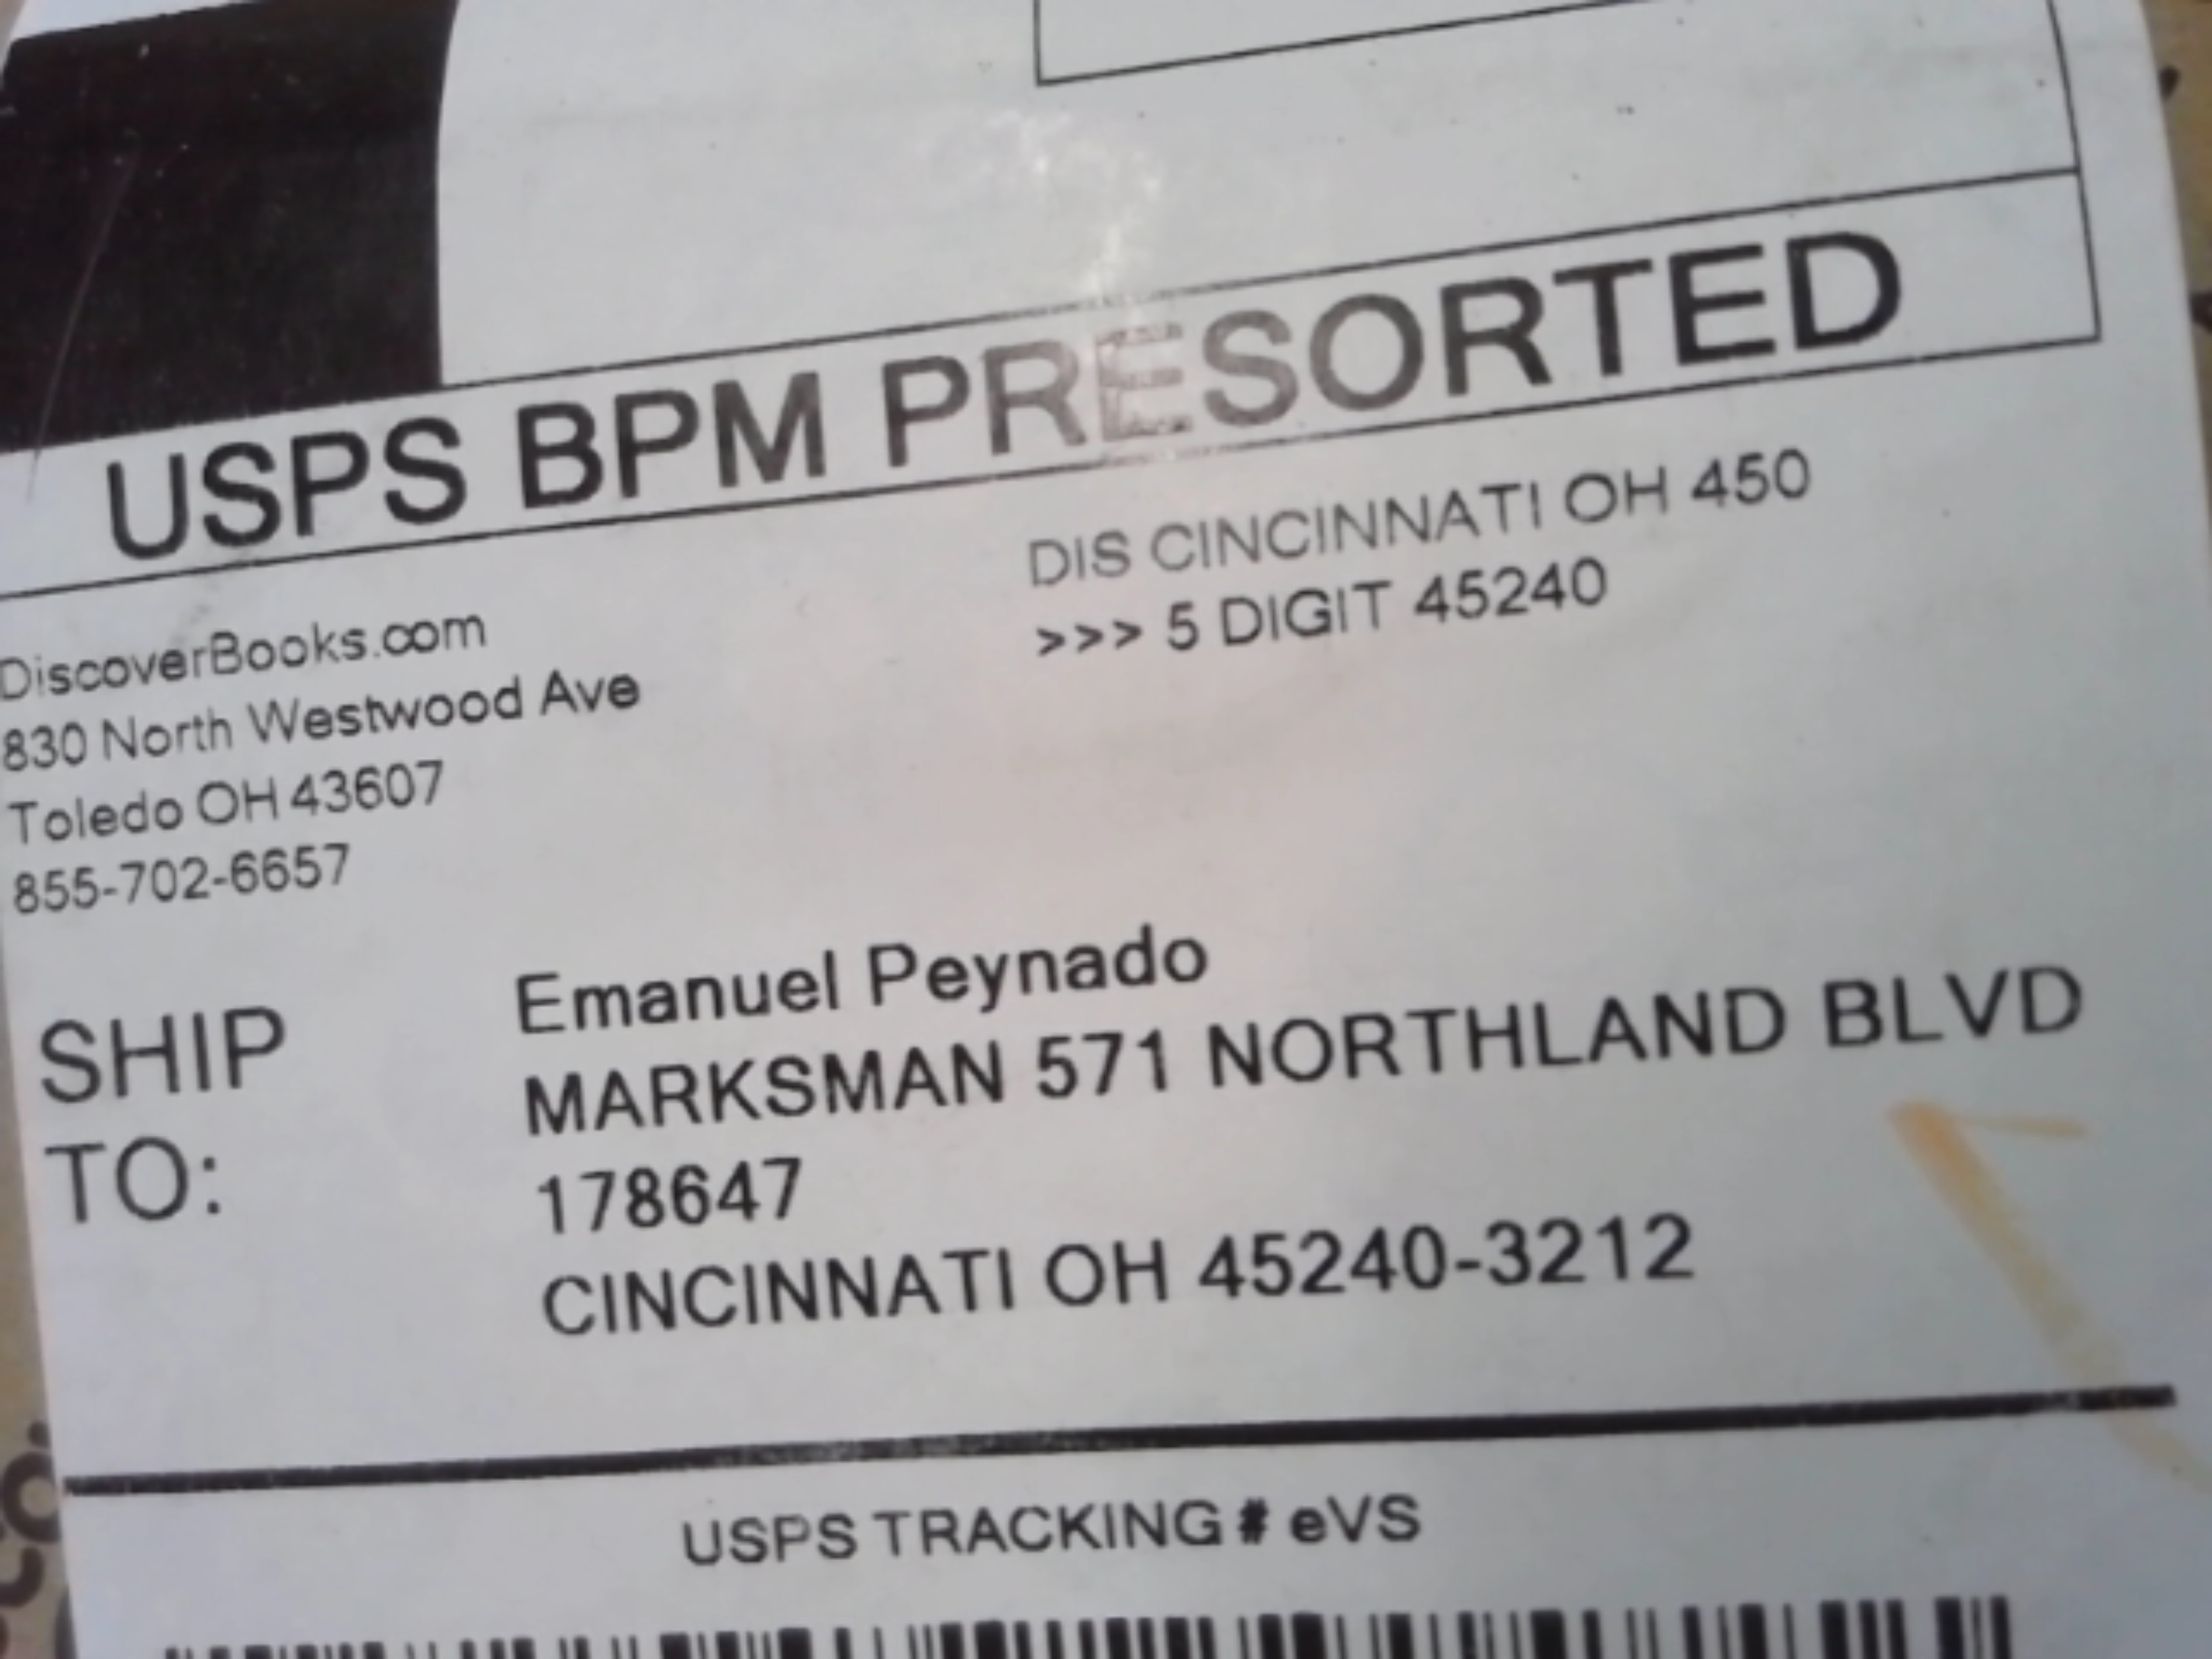 USPS BPM PRESORTED
DIS CINCINNATI OH 450
>>> 5 DIGIT 45240
DiscoverBooks.com
830 North Westwood Ave
Toledo OH 43607
855-702-6657
SHIP
TO:
Emanuel Peynado
MARKSMAN 571 NORTHLAND BLVD
178647
CINCINNATI OH 45240-3212
USPS TRACKING # eVS